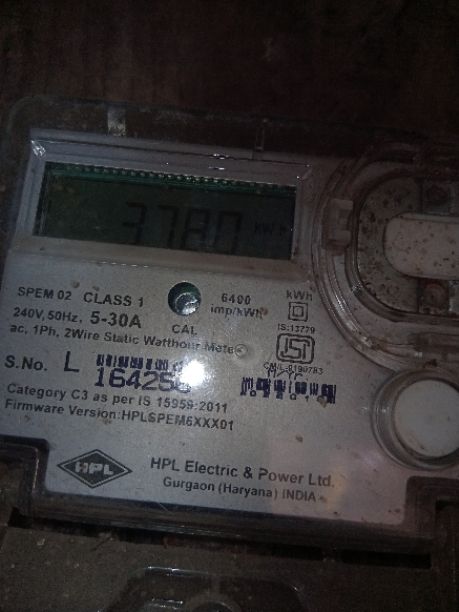 3780 kWh
SPEM 02 CLASS 1
6400 imp/kWh
kWh
240V, 50Hz, 5-30A
CAL
IS:13779
ac, 1Ph, 2Wire Static Watthour Meter
ISI
S.No. L
Category C3 as per IS 15959:2011
Firmware Version:HPLSPEM6XXX01
HPL
HPL Electric & Power Ltd.
Gurgaon (Haryana) INDIA